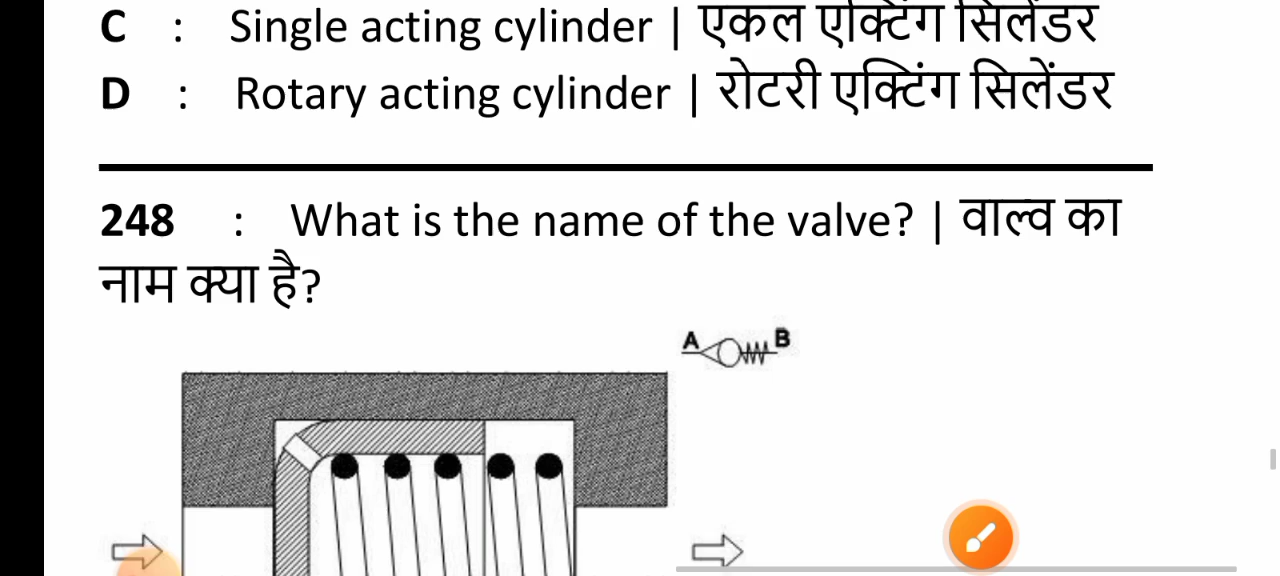 C : Single acting cylinder | एकल एक्टिंग सिलेंडर
D : Rotary acting cylinder | रोटरी एक्टिंग सिलेंडर
248 : What is the name of the valve? | वाल्व का
नाम क्या है?
A B